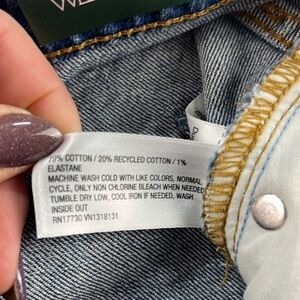 79% COTTON / 20% RECYCLED COTTON / 1%
ELASTANE
MACHINE WASH COLD WITH LIKE COLORS, NORMAL
CYCLE, ONLY NON CHLORINE BLEACH WHEN NEEDED
TUMBLE DRY LOW, COOL IRON IF NEEDED, WASH
INSIDE OUT
RN17730 VN1318131